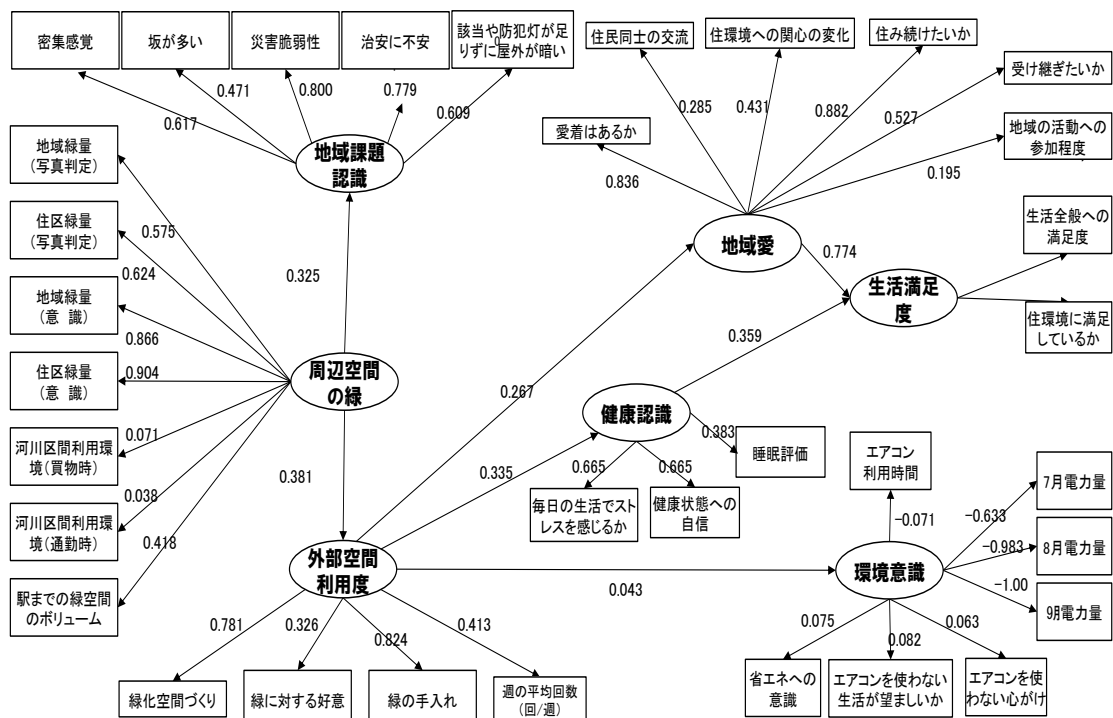 密集感覚
坂が多い
災害脆弱性
治安に不安
該当や防犯灯が足
りずに屋外が暗い
0.617
0.471
0.800
0.779
0.609
地域課題
認識
地域緑量
(写真判定)
住区緑量
(写真判定)
地域緑量
(意 識)
住区緑量
(意 識)
河川区間利用環
境(買物時)
河川区間利用環
境(通勤時)
駅までの緑空間
のボリューム
0.575
0.624
0.866
0.904
0.071
0.038
0.418
0.325
周辺空間
の緑
0.381
外部空間
利用度
0.781
0.326
0.824
0.413
緑化空間づくり
緑に対する好意
緑の手入れ
週の平均回数
(回/週)
住民同士の交流
住環境への関心の変化
住み続けたいか
受け継ぎたいか
愛着はあるか
地域の活動への
参加程度
0.285
0.431
0.882
0.527
0.836
0.195
地域愛
0.774
生活全般への
満足度
生活満足
度
住環境に満足
しているか
0.359
0.267
健康認識
0.335
0.383
0.665
0.665
睡眠評価
毎日の生活でスト
レスを感じるか
健康状態への
自信
0.043
エアコン
利用時間
-0.071
環境意識
-0.633
-0.983
-1.00
7月電力量
8月電力量
9月電力量
0.075
0.082
0.063
省エネへの
意識
エアコンを使わない
生活が望ましいか
エアコンを使
わない心がけ